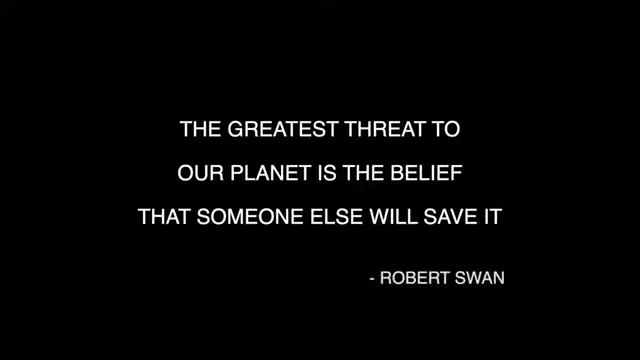 THE GREATEST THREAT TO
OUR PLANET IS THE BELIEF
THAT SOMEONE ELSE WILL SAVE IT
- ROBERT SWAN